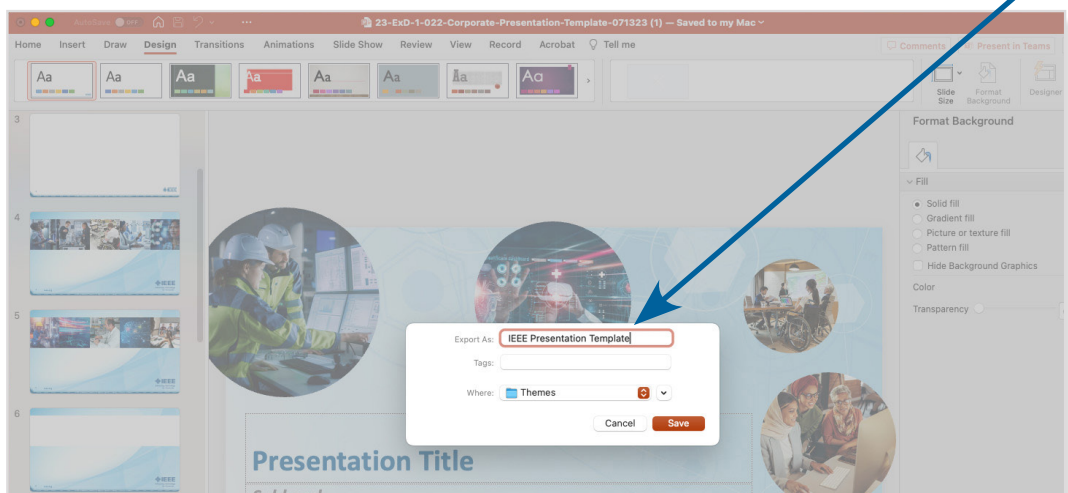 AutoSave OFF ••• 23-ExD-1-022-Corporate-Presentation-Template-071323 (1) — Saved to my Mac
Home Insert Draw Design Transitions Animations Slide Show Review View Record Acrobat Tell me Comments Present in Teams
Aa Aa Aa Aa Aa Aa Aa Aa
Slide Size Format Background Designer
Format Background
Fill
Solid fill
Gradient fill
Picture or texture fill
Pattern fill
Hide Background Graphics
Color
Transparency
3
IEEE
4
IEEE
5
IEEE
6
IEEE
Export As: IEEE Presentation Template
Tags:
Where: Themes
Cancel Save
Presentation Title